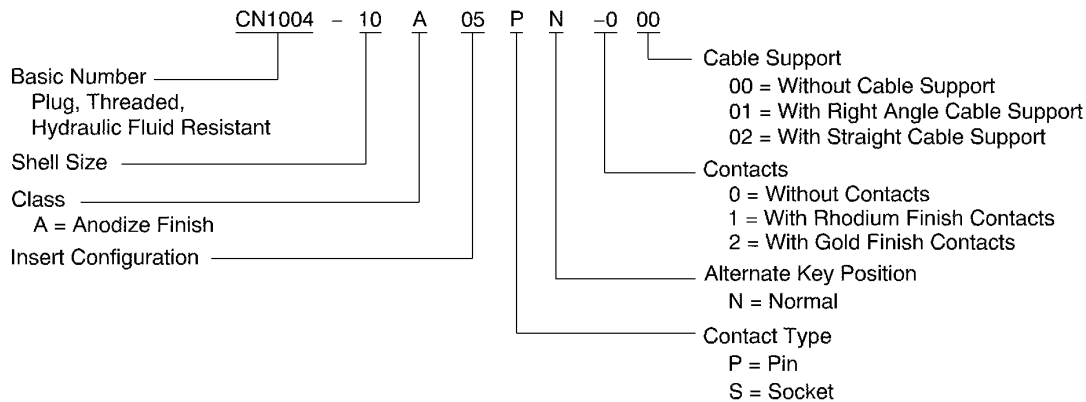 CN1004 – 10 A 05 P N –0 00
Basic Number
Plug, Threaded,
Hydraulic Fluid Resistant
Shell Size
Class
A = Anodize Finish
Insert Configuration
Cable Support
00 = Without Cable Support
01 = With Right Angle Cable Support
02 = With Straight Cable Support
Contacts
0 = Without Contacts
1 = With Rhodium Finish Contacts
2 = With Gold Finish Contacts
Alternate Key Position
N = Normal
Contact Type
P = Pin
S = Socket